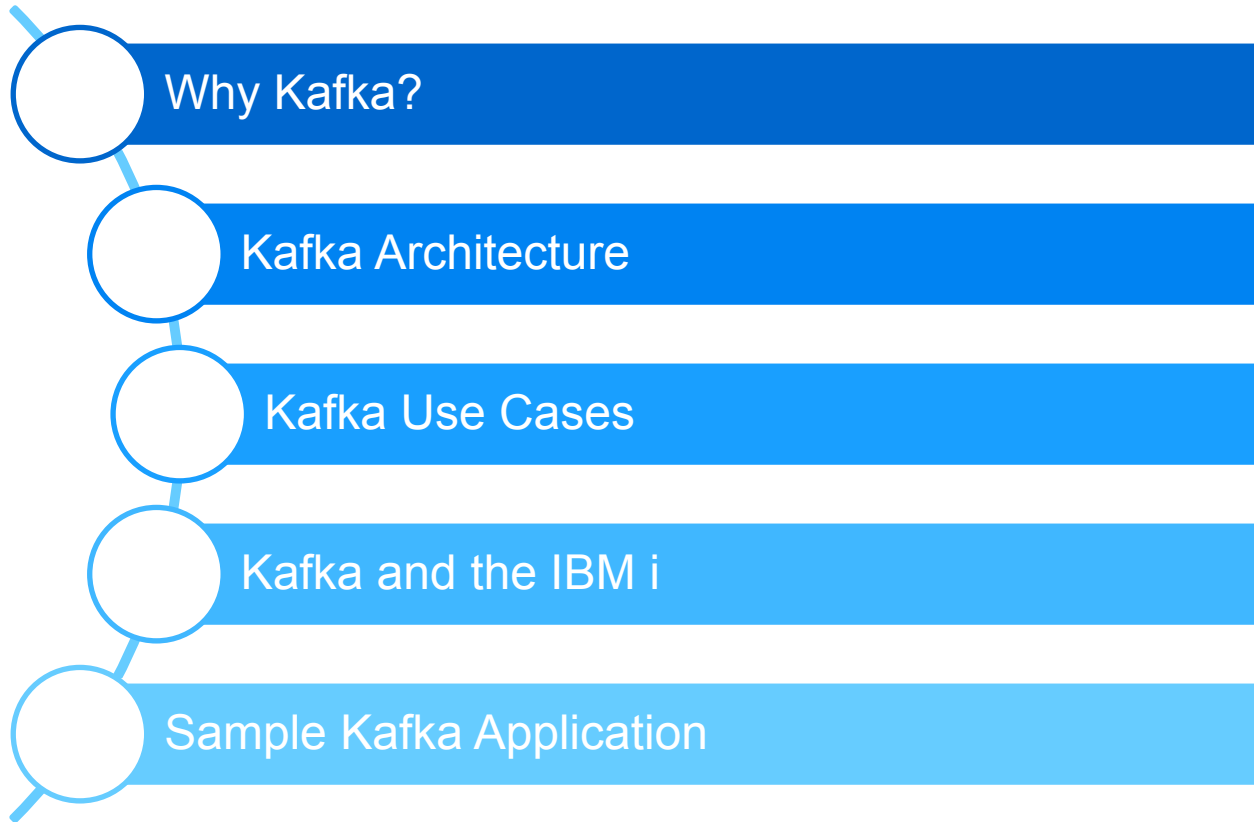 Why Kafka?
Kafka Architecture
Kafka Use Cases
Kafka and the IBM i
Sample Kafka Application